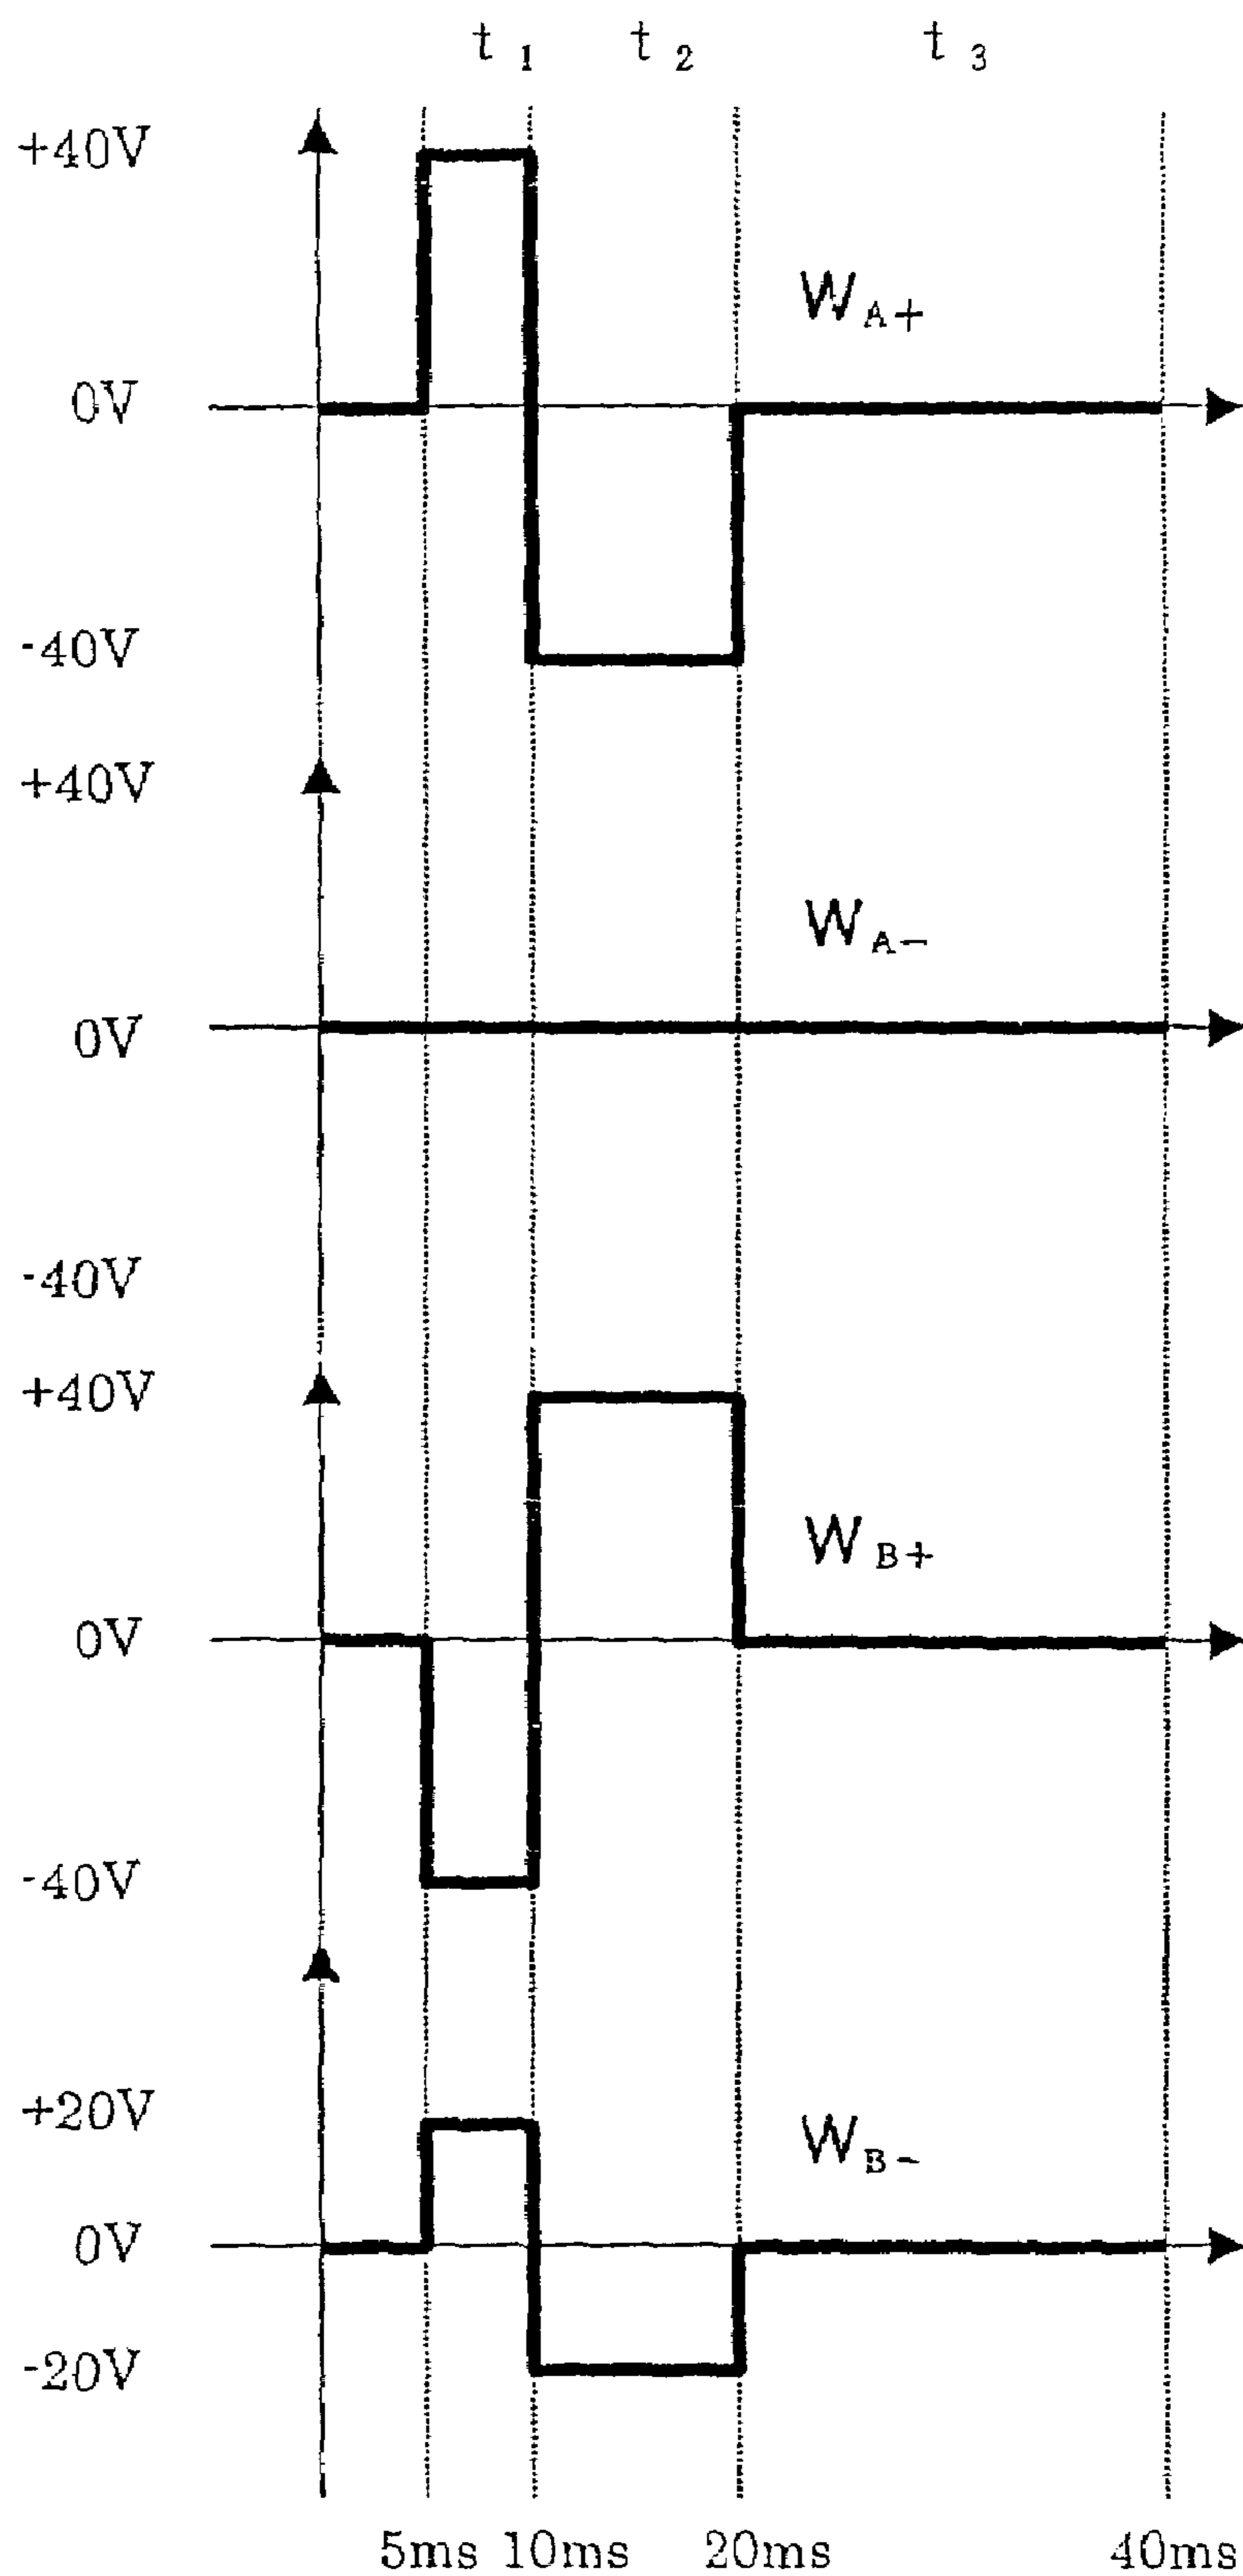 t 1 t 2 t 3
+40V
W A+
0V
-40V
+40V
W A-
0V
-40V
+40V
W B+
0V
-40V
+20V
W B-
0V
-20V
5ms 10ms 20ms 40ms